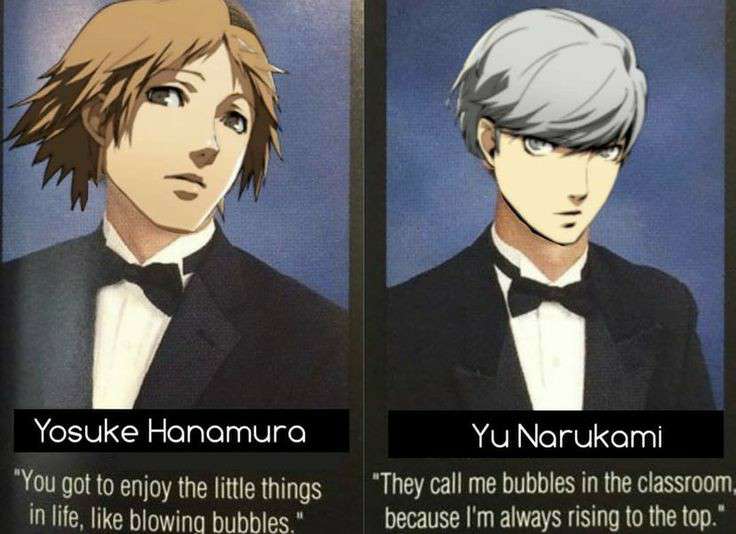 Yosuke Hanamura
"You got to enjoy the little things
in life, like blowing bubbles."
Yu Narukami
"They call me bubbles in the classroom,
because I'm always rising to the top."